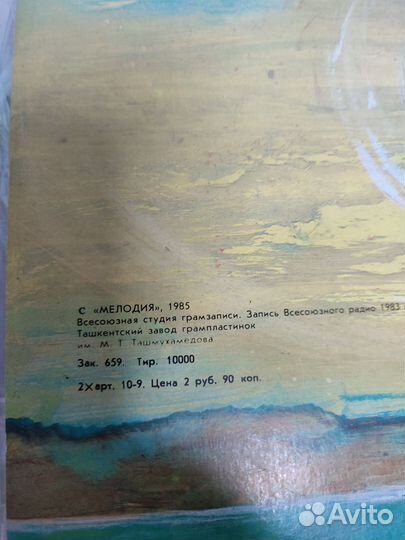 С «МЕЛОДИЯ», 1985
Всесоюзная студия грамзаписи. Запись Всесоюзного радио 1983
Ташкентский завод грампластинок
им. М. Т. Ташмухамедова
Зак. 659. Тир. 10000
2Харт. 10-9. Цена 2 руб. 90 коп.
Avito